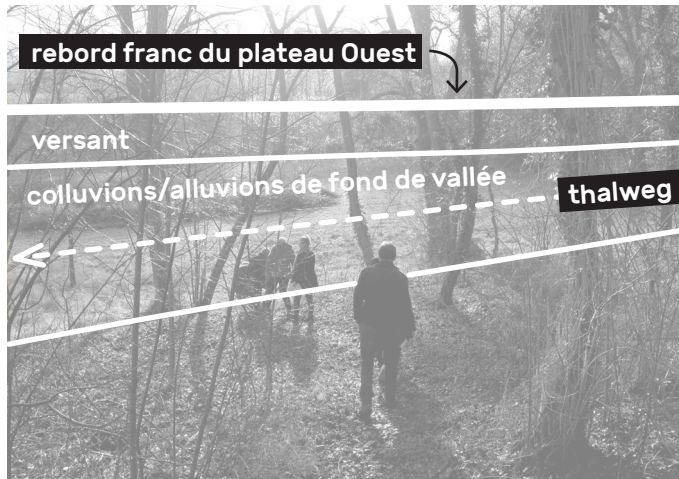 rebord franc du plateau Ouest
versant
colluvions/alluvions de fond de vallée
thalweg